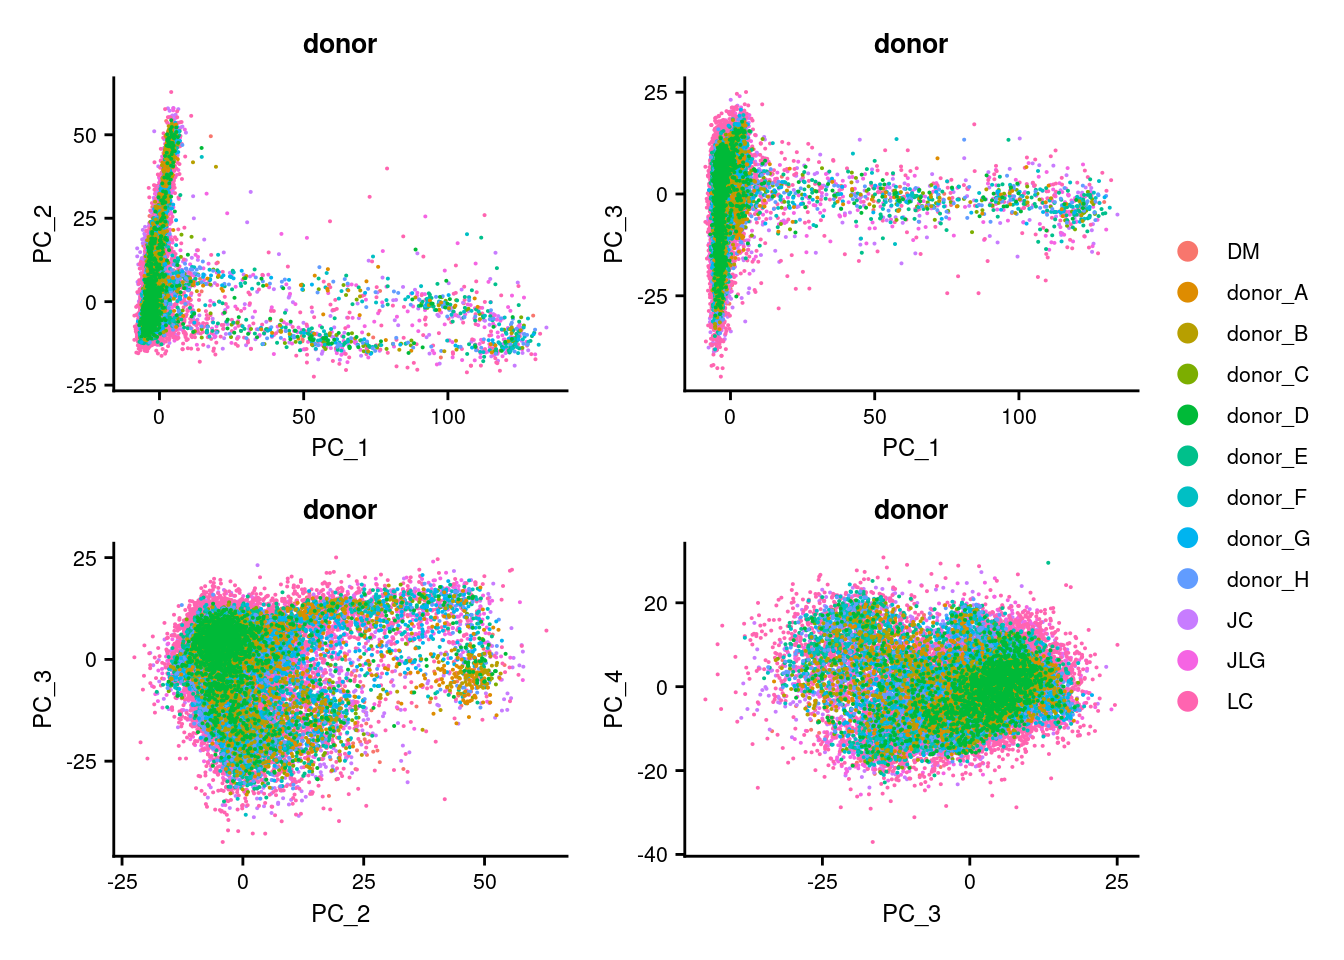 donor
50
25
0
-25
PC_2
0
50
100
PC_1
donor
25
0
-25
PC_3
0
50
100
PC_1
donor
25
0
-25
PC_3
-25
0
25
50
PC_2
donor
20
0
-20
-40
PC_4
-25
0
25
PC_3
DM
donor_A
donor_B
donor_C
donor_D
donor_E
donor_F
donor_G
donor_H
JC
JLG
LC